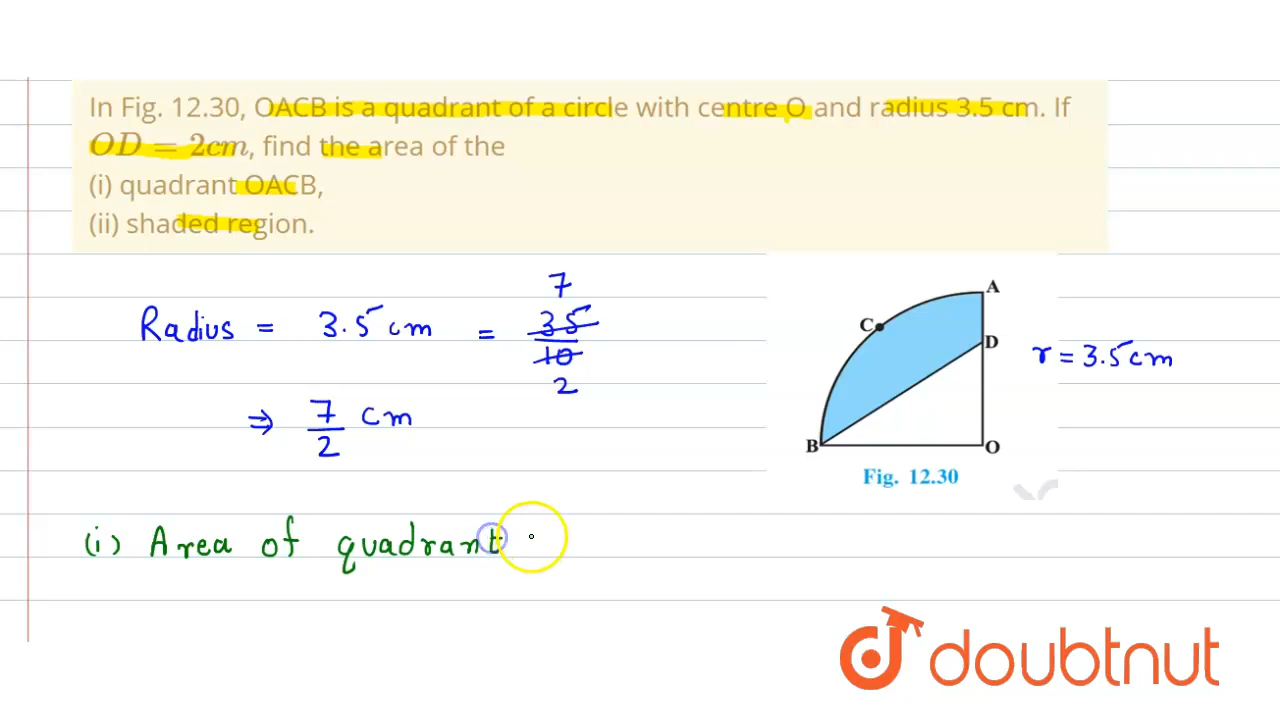 In Fig. 12.30, OACB is a quadrant of a circle with centre O and radius 3.5 cm. If
OD = 2cm, find the area of the
(i) quadrant OACB,
(ii) shaded region.
Radius = 3.5 cm = 35/10
7
2
⇒ 7/2 cm
A
C
D
r = 3.5 cm
B
O
Fig. 12.30
(i) Area of quadrant
doubtnut